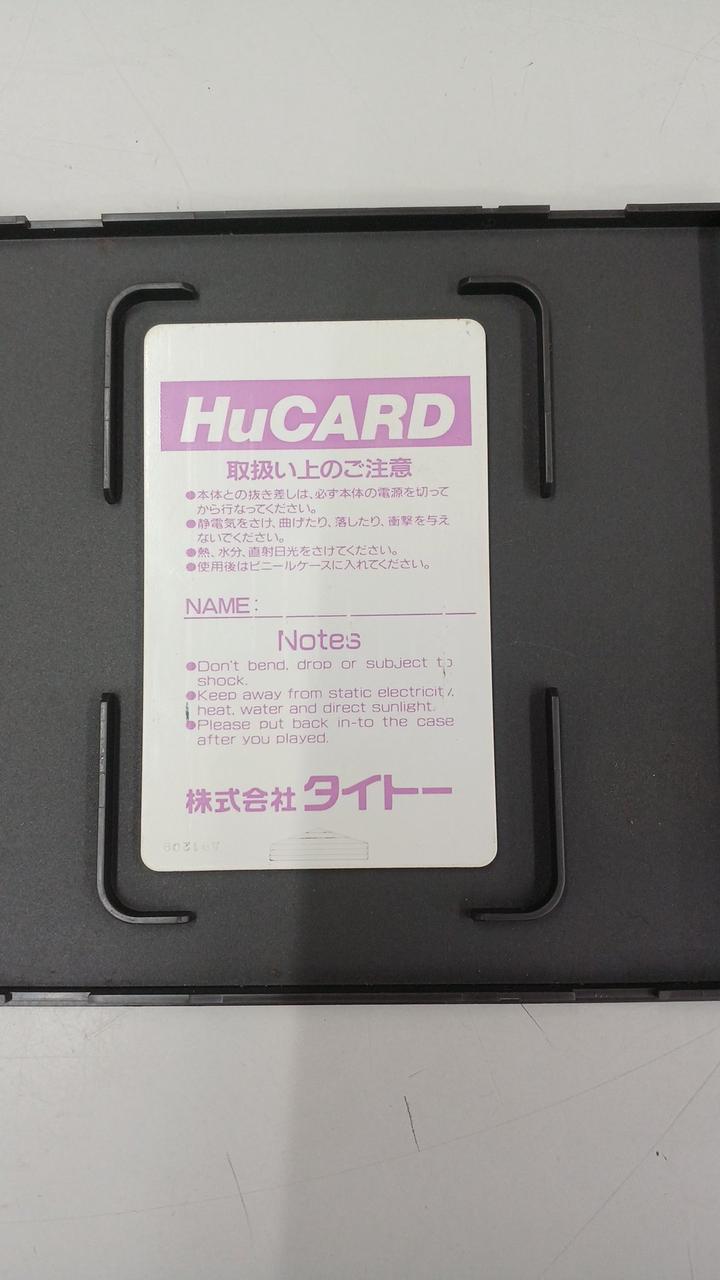 HuCARD
取扱い上のご注意
●本体との抜き差しは、必ず本体の電源を切って
から行なってください。
●静電気をさけ、曲げたり、落したり、衝撃を与え
ないでください。
●熱、水分、直射日光をさけてください。
●使用後はビニールケースに入れてください。
NAME:
Notes
●Don't bend, drop or subject to
shock.
●Keep away from static electricity,
heat, water and direct sunlight.
●Please put back in-to the case
after you played.
株式会社タイトー